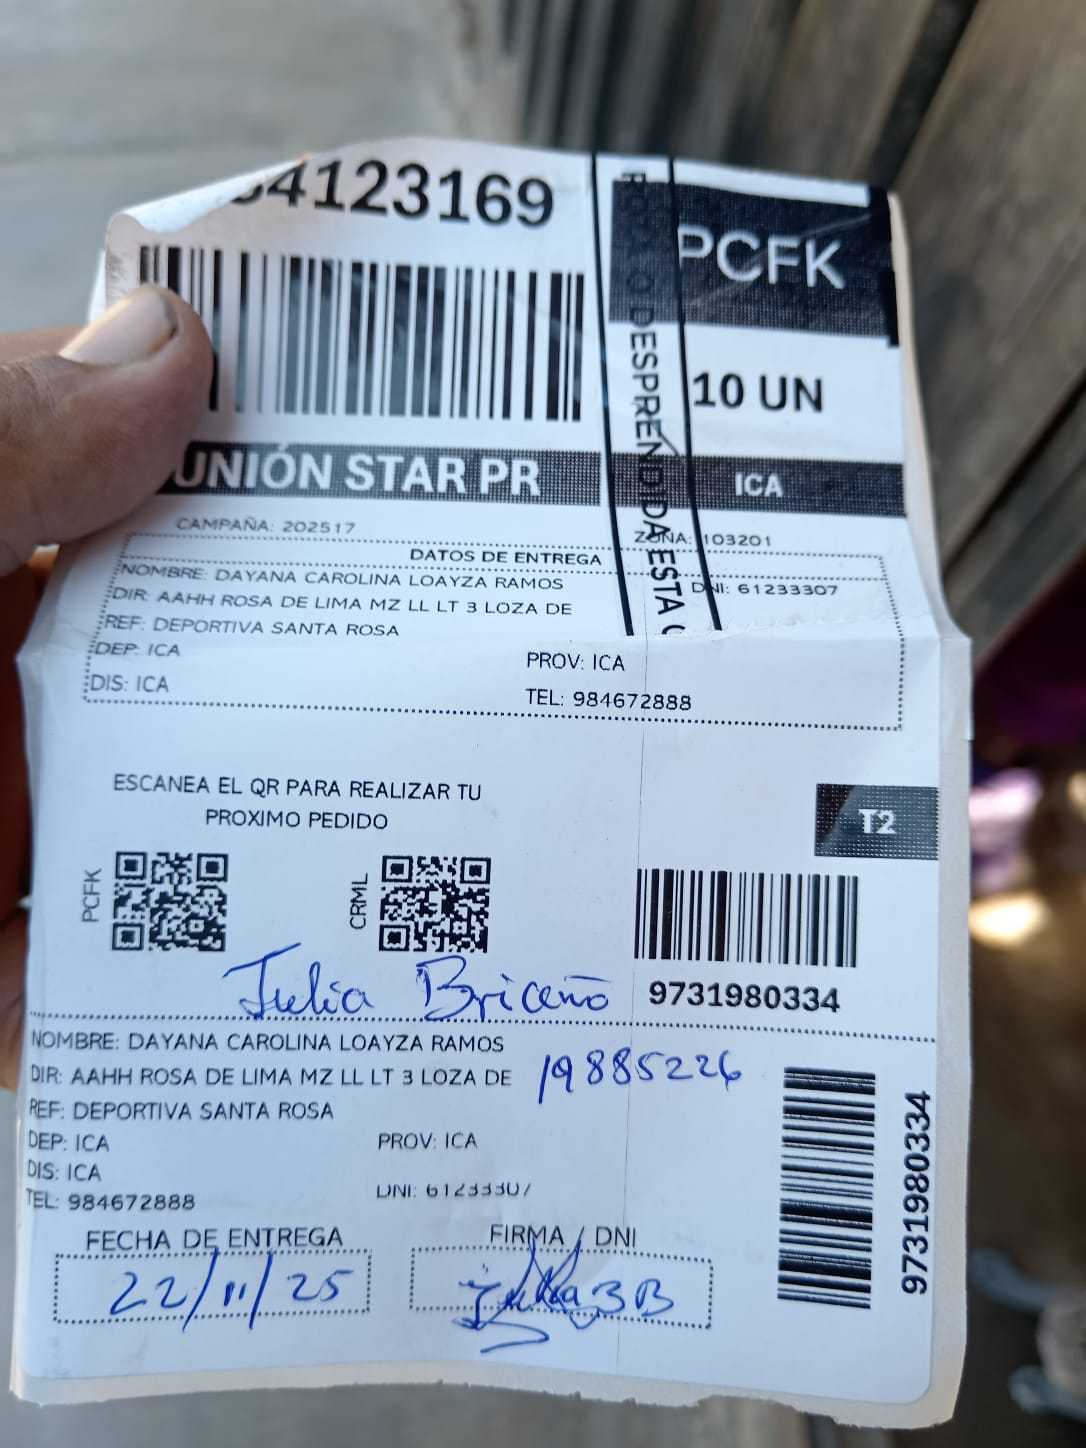 4123169
PCFK
10 UN
UNIÓN STAR PR
ICA
DESPRENDIDA ESTA
CAMPAÑA: 202517
ZONA: 103201
DATOS DE ENTREGA
NOMBRE: DAYANA CAROLINA LOAYZA RAMOS
DNI: 61233307
DIR: AAHH ROSA DE LIMA MZ LL LT 3 LOZA DE
REF: DEPORTIVA SANTA ROSA
DEP: ICA
PROV: ICA
DIS: ICA
TEL: 984672888
ESCANEA EL QR PARA REALIZAR TU
PROXIMO PEDIDO
T2
PCFK
CRML
Julia Briceño
9731980334
NOMBRE: DAYANA CAROLINA LOAYZA RAMOS
DIR: AAHH ROSA DE LIMA MZ LL LT 3 LOZA DE
19885226
REF: DEPORTIVA SANTA ROSA
DEP: ICA
PROV: ICA
DIS: ICA
DNI: 61233307
TEL: 984672888
9731980334
FECHA DE ENTREGA
FIRMA / DNI
22/11/25